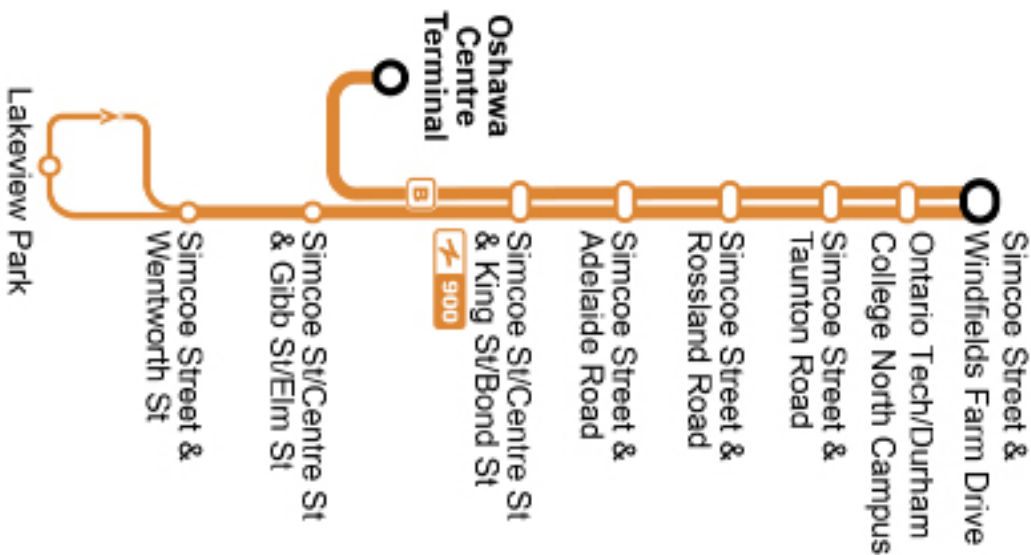 Simcoe Street &
Windfields Farm Drive
Ontario Tech/Durham
College North Campus
Simcoe Street &
Taunton Road
Simcoe Street &
Rossland Road
Simcoe Street &
Adelaide Road
Simcoe St/Centre St
& King St/Bond St
900
B
Oshawa
Centre
Terminal
Simcoe St/Centre St
& Gibb St/Elm St
Simcoe Street &
Wentworth St
Lakeview Park